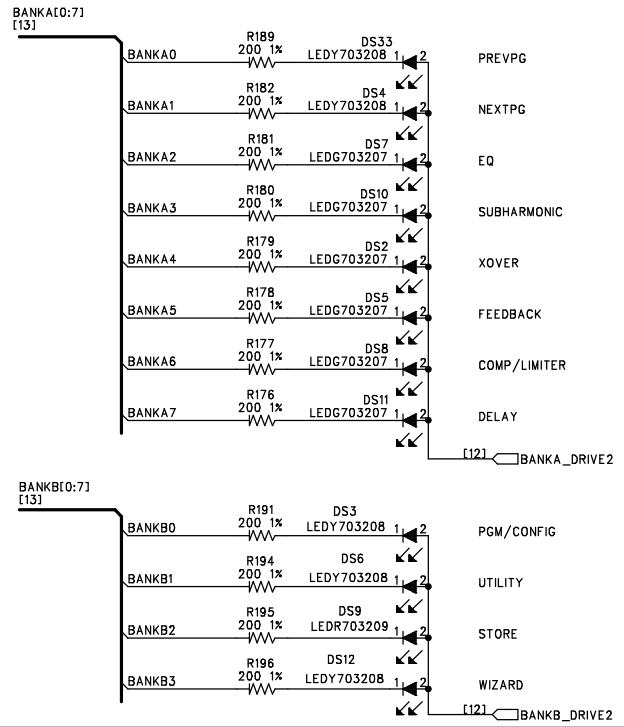 BANKA[0:7]
[13]
R189
DS33
BANKA0 200 1% LEDY703208 1 2 PREVPG
R182
DS4
BANKA1 200 1% LEDY703208 1 2 NEXTPG
R181
DS7
BANKA2 200 1% LEDG703207 1 2 EQ
R180
DS10
BANKA3 200 1% LEDG703207 1 2 SUBHARMONIC
R179
DS2
BANKA4 200 1% LEDG703207 1 2 XOVER
R178
DS5
BANKA5 200 1% LEDG703207 1 2 FEEDBACK
R177
DS8
BANKA6 200 1% LEDG703207 1 2 COMP/LIMITER
R176
DS11
BANKA7 200 1% LEDG703207 1 2 DELAY
[12] BANKA_DRIVE2
BANKB[0:7]
[13]
R191 DS3
BANKB0 200 1% LEDY703208 1 2 PGM/CONFIG
R194 DS6
BANKB1 200 1% LEDY703208 1 2 UTILITY
R195 DS9
BANKB2 200 1% LEDR703209 1 2 STORE
R196 DS12
BANKB3 200 1% LEDY703208 1 2 WIZARD
[12] BANKB_DRIVE2